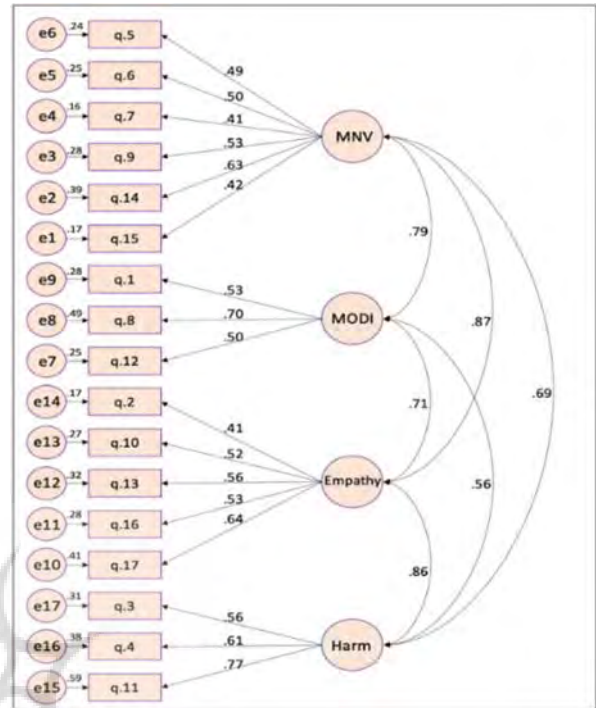 e6 .24 q.5
.49
e5 .25 q.6
.50
e4 .16 q.7
.41
MNV
e3 .28 q.9
.53
e2 .39 q.14
.63
e1 .17 q.15
.42
.79
e9 .28 q.1
.53
e8 .49 q.8
.70
MODI
e7 .25 q.12
.50
.87
e14 .17 q.2
.41
.71
.69
e13 .27 q.10
.52
e12 .32 q.13
.56
Empathy
.56
e11 .28 q.16
.53
e10 .41 q.17
.64
.86
e17 .31 q.3
.56
e16 .38 q.4
.61
Harm
e15 .59 q.11
.77